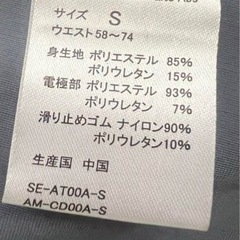 サイズ S
ウエスト58～74
身生地 ポリエステル 85%
ポリウレタン 15%
電極部 ポリエステル 93%
ポリウレタン 7%
滑り止めゴム ナイロン90%
ポリウレタン10%
生産国 中国
SE-AT00A-S
AM-CD00A-S